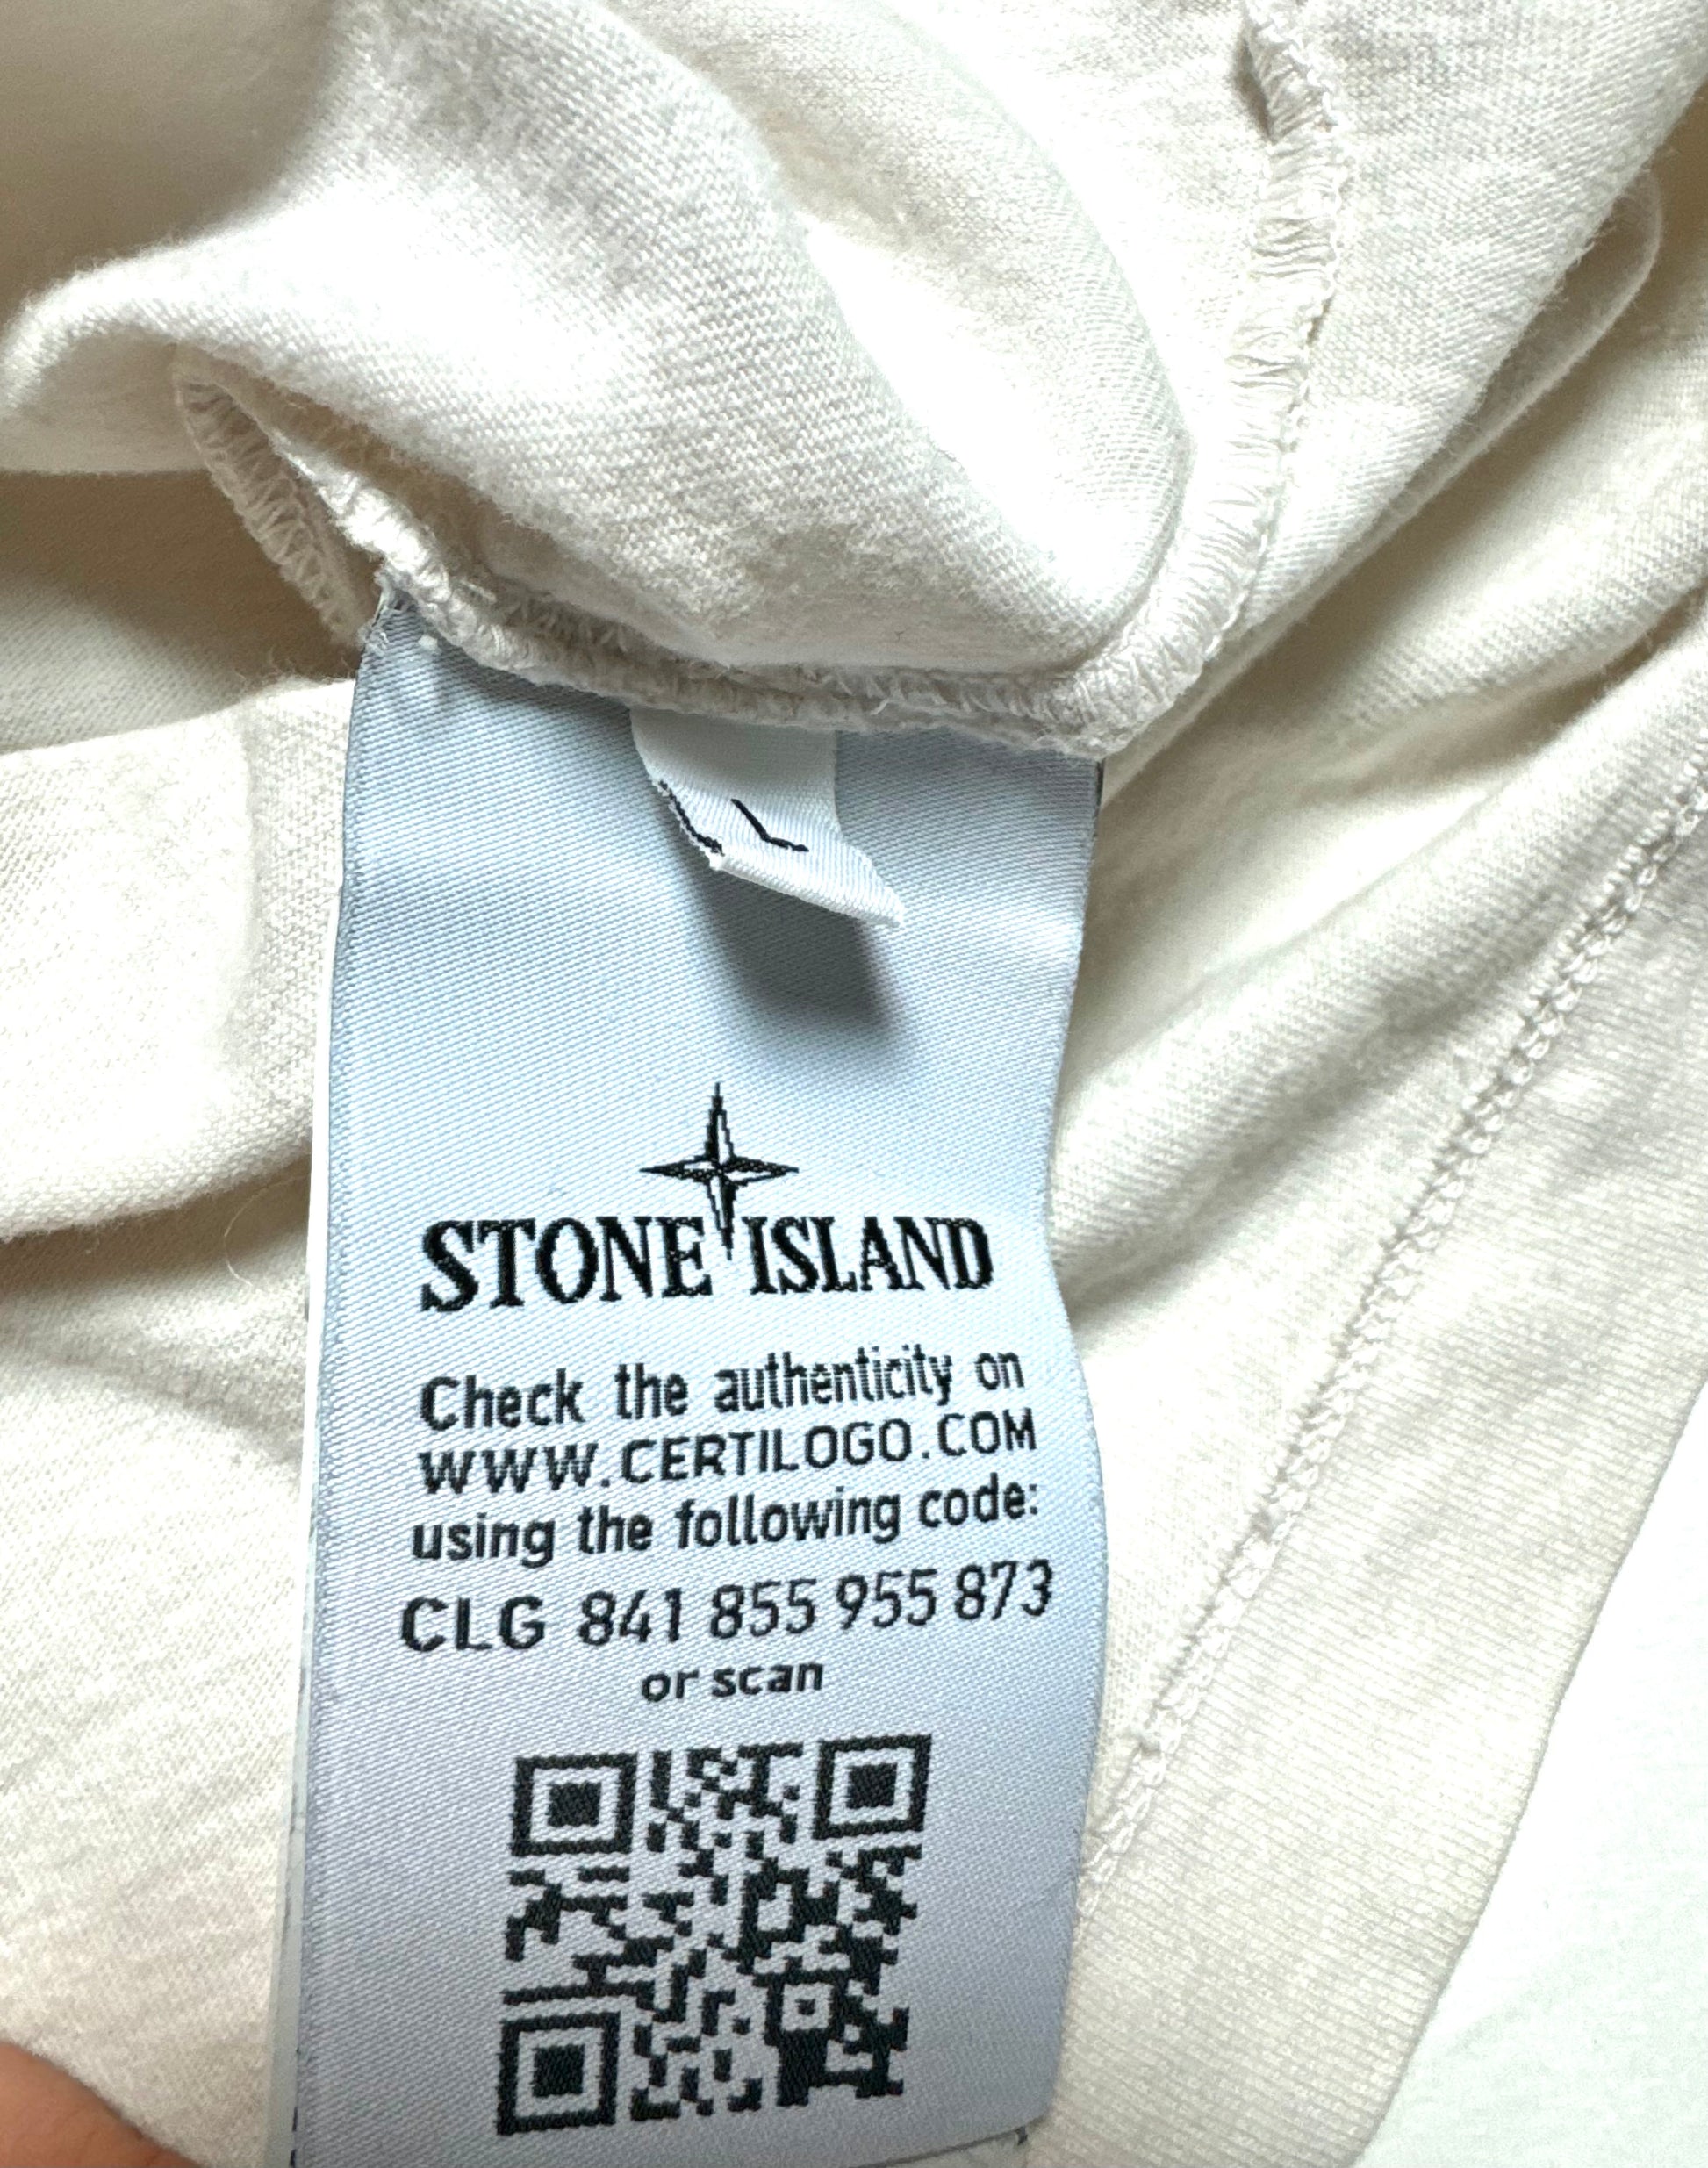 L
STONE ISLAND
Check the authenticity on
WWW.CERTILOGO.COM
using the following code:
CLG 841 855 955 873
or scan